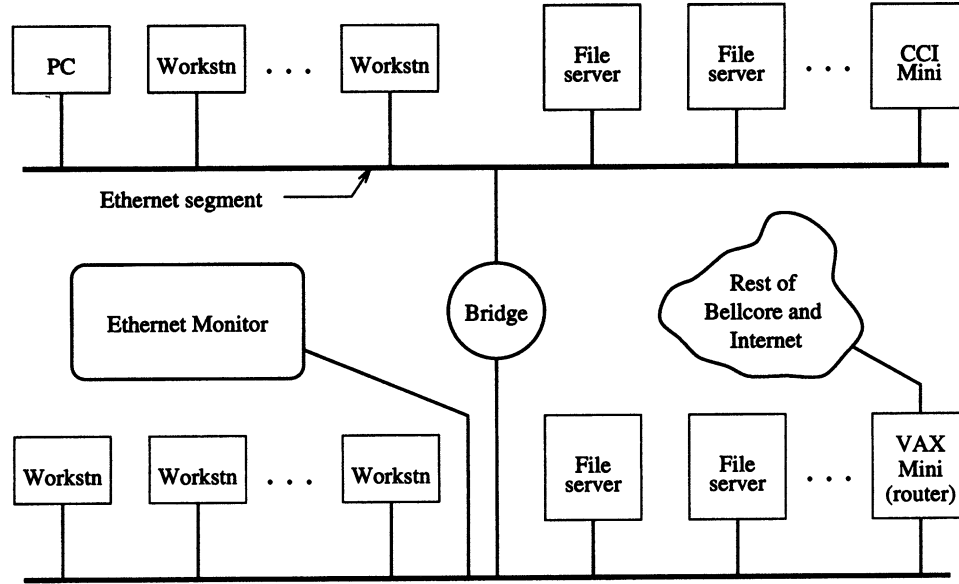 PC
Workstn
. . .
Workstn
File
server
File
server
. . .
CCI
Mini
Ethernet segment
Ethernet Monitor
Bridge
Rest of
Bellcore and
Internet
Workstn
Workstn
. . .
Workstn
File
server
File
server
. . .
VAX
Mini
(router)